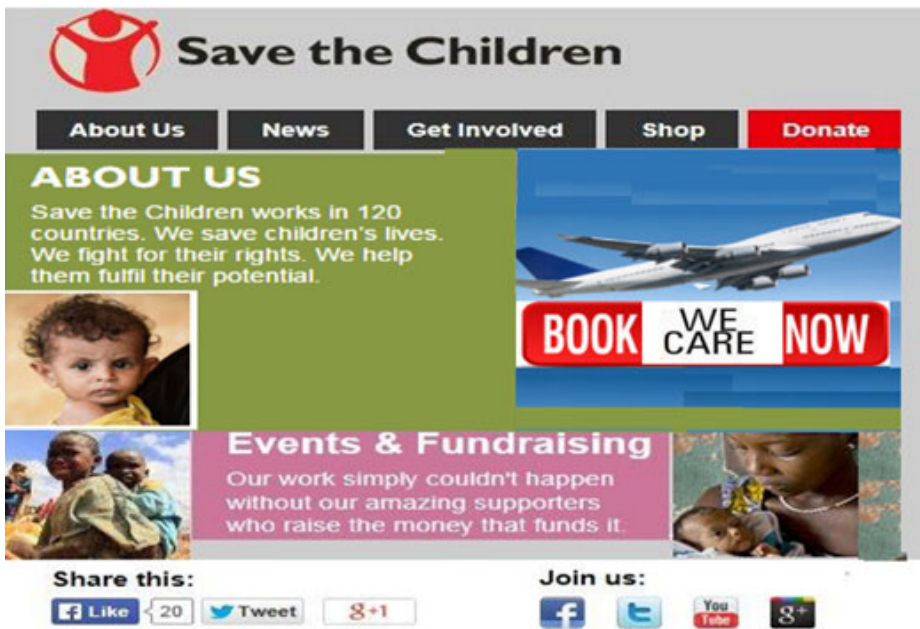 Save the Children
About Us News Get Involved Shop Donate
ABOUT US
Save the Children works in 120
countries. We save children's lives.
We fight for their rights. We help
them fulfil their potential.
BOOK WE CARE NOW
Events & Fundraising
Our work simply couldn't happen
without our amazing supporters
who raise the money that funds it.
Share this:
Like 20 Tweet g+1
Join us:
f t You Tube g+